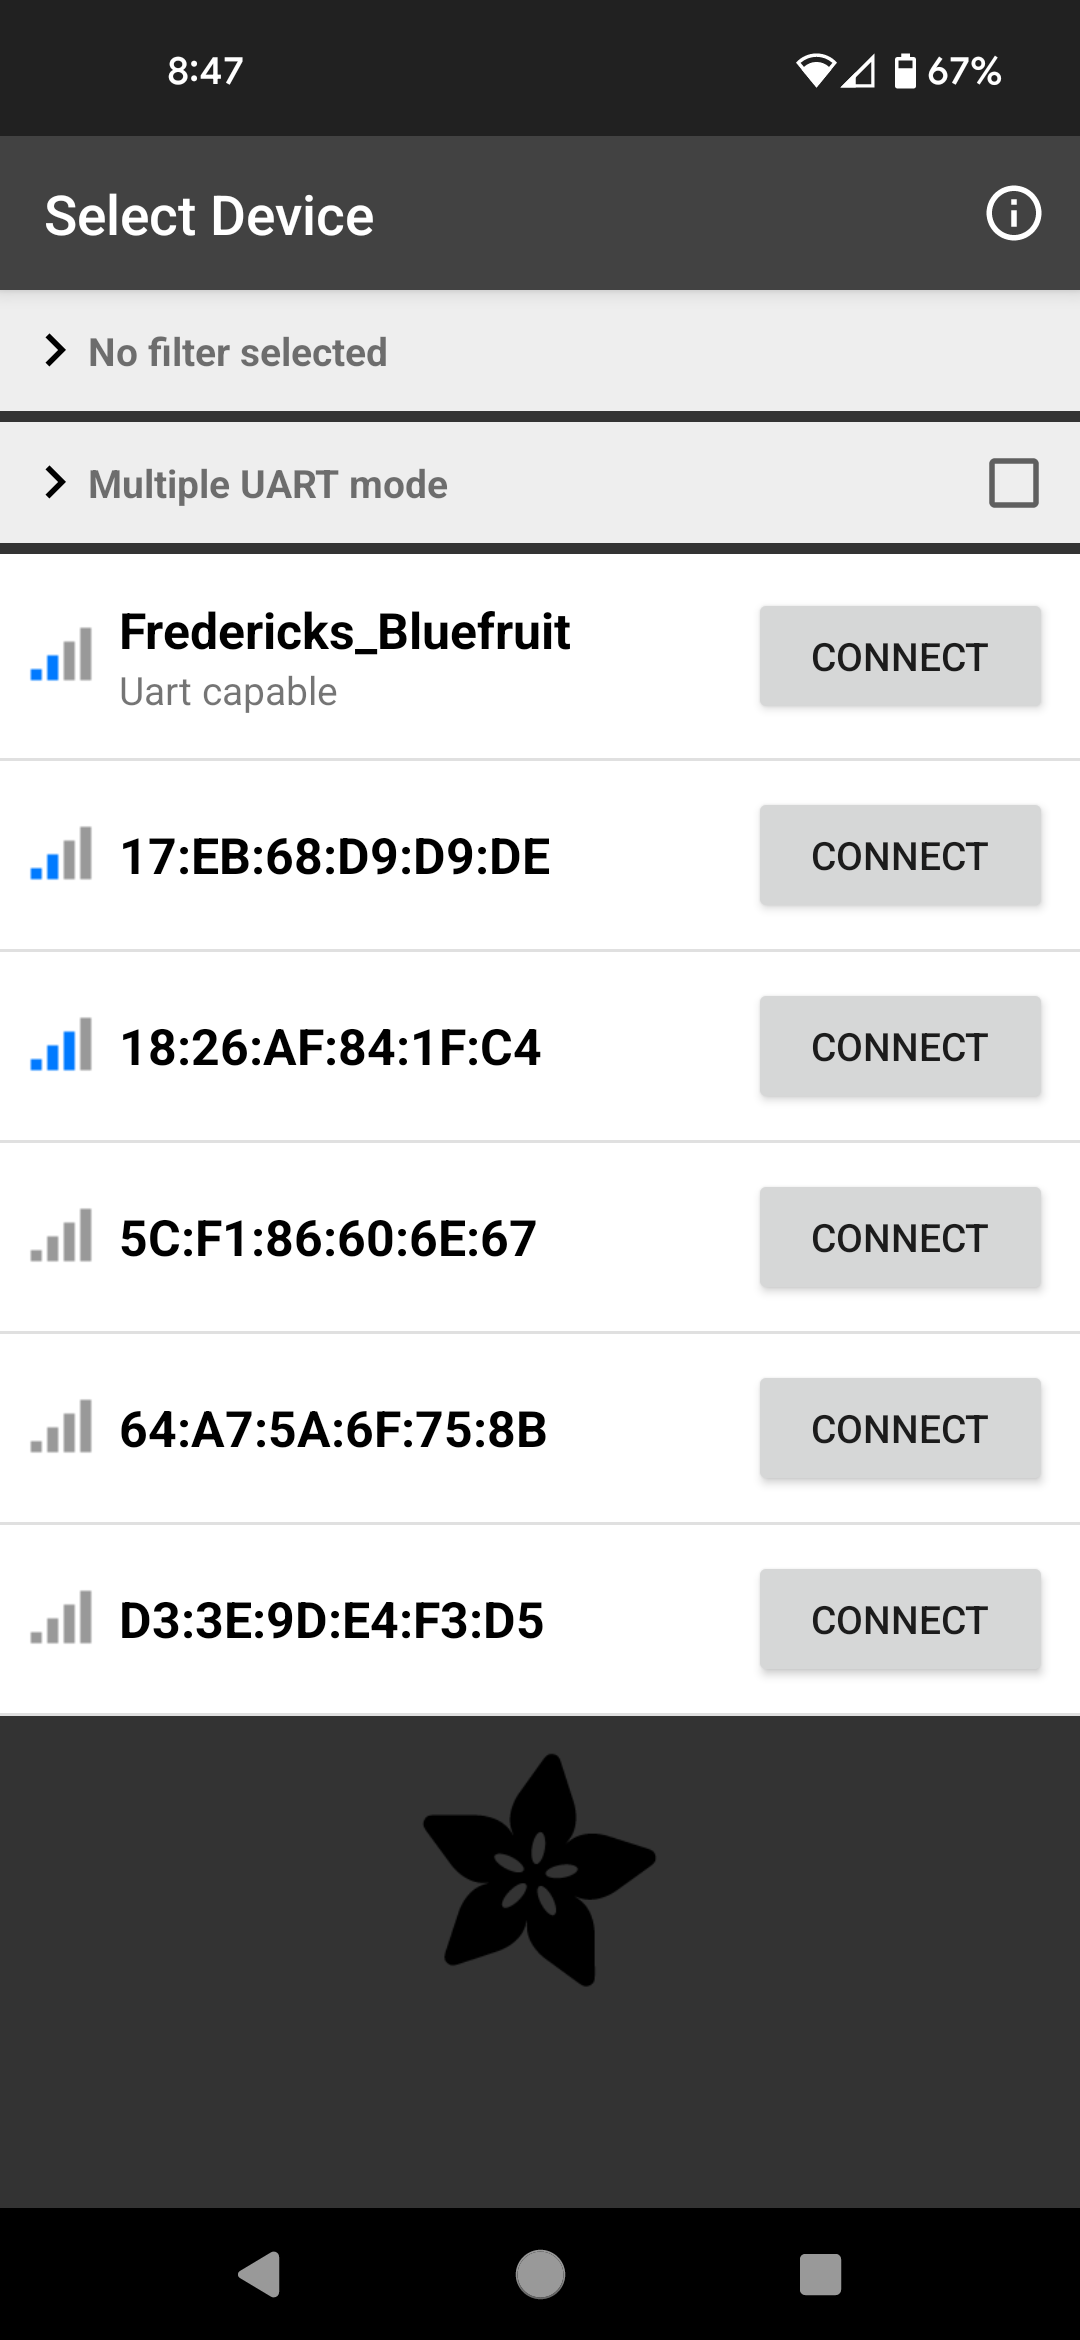 8:47
67%
Select Device
No filter selected
Multiple UART mode
Fredericks_Bluefruit
Uart capable
CONNECT
17:EB:68:D9:D9:DE
CONNECT
18:26:AF:84:1F:C4
CONNECT
5C:F1:86:60:6E:67
CONNECT
64:A7:5A:6F:75:8B
CONNECT
D3:3E:9D:E4:F3:D5
CONNECT